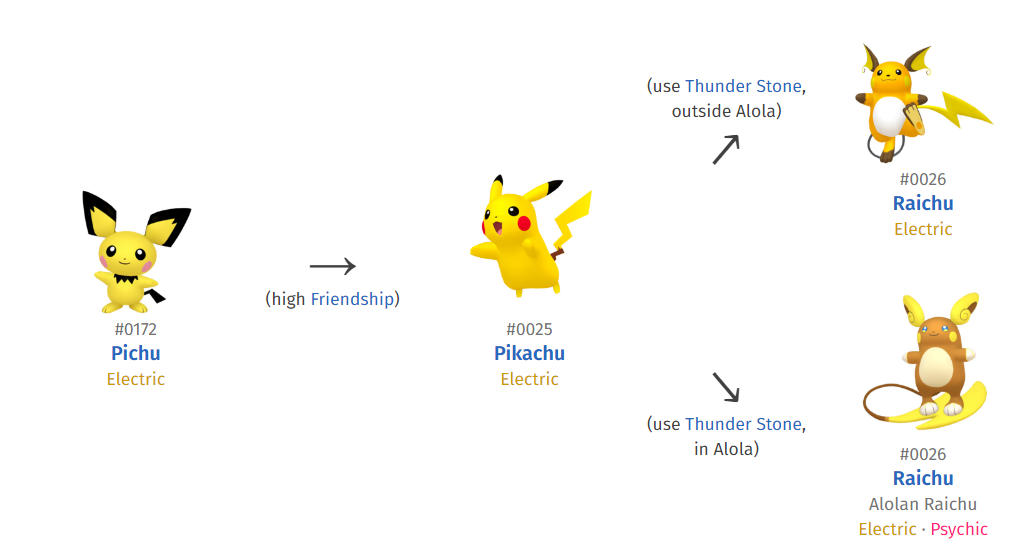 (use Thunder Stone,
outside Alola)
#0026
Raichu
Electric
(high Friendship)
#0172
Pichu
Electric
#0025
Pikachu
Electric
(use Thunder Stone,
in Alola)
#0026
Raichu
Alolan Raichu
Electric · Psychic